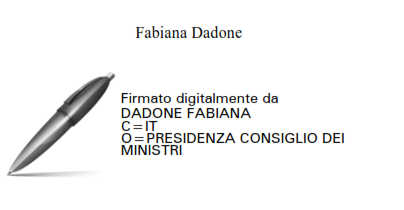 Fabiana Dadone
Firmato digitalmente da
DADONE FABIANA
C=IT
O=PRESIDENZA CONSIGLIO DEI
MINISTRI